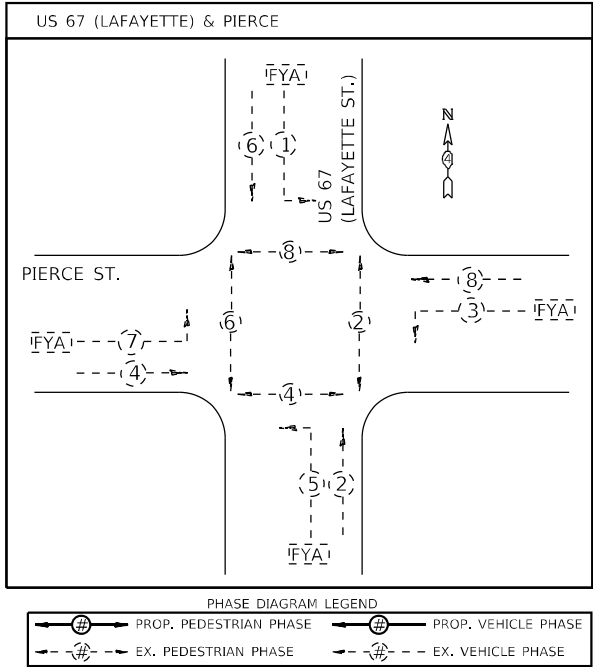 US 67 (LAFAYETTE) & PIERCE
FYA
US 67
(LAFAYETTE ST.)
N
4
6
1
8
PIERCE ST.
8
3
FYA
6
2
FYA
7
4
4
5
2
FYA
PHASE DIAGRAM LEGEND
# PROP. PEDESTRIAN PHASE
# PROP. VEHICLE PHASE
# EX. PEDESTRIAN PHASE
# EX. VEHICLE PHASE